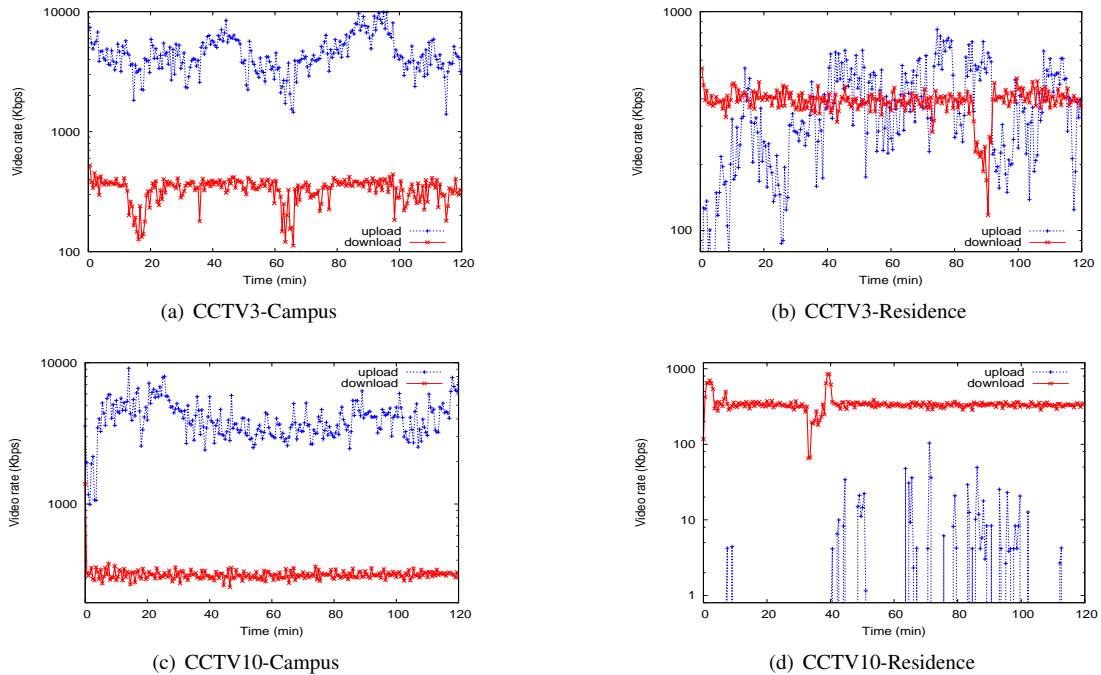 10000
1000
100
Video rate (Kbps)
upload
download
0 20 40 60 80 100 120
Time (min)
(a) CCTV3-Campus
1000
100
Video rate (Kbps)
upload
download
0 20 40 60 80 100 120
Time (min)
(b) CCTV3-Residence
10000
1000
Video rate (Kbps)
upload
download
0 20 40 60 80 100 120
Time (min)
(c) CCTV10-Campus
1000
100
10
1
Video rate (Kbps)
upload
download
0 20 40 60 80 100 120
Time (min)
(d) CCTV10-Residence